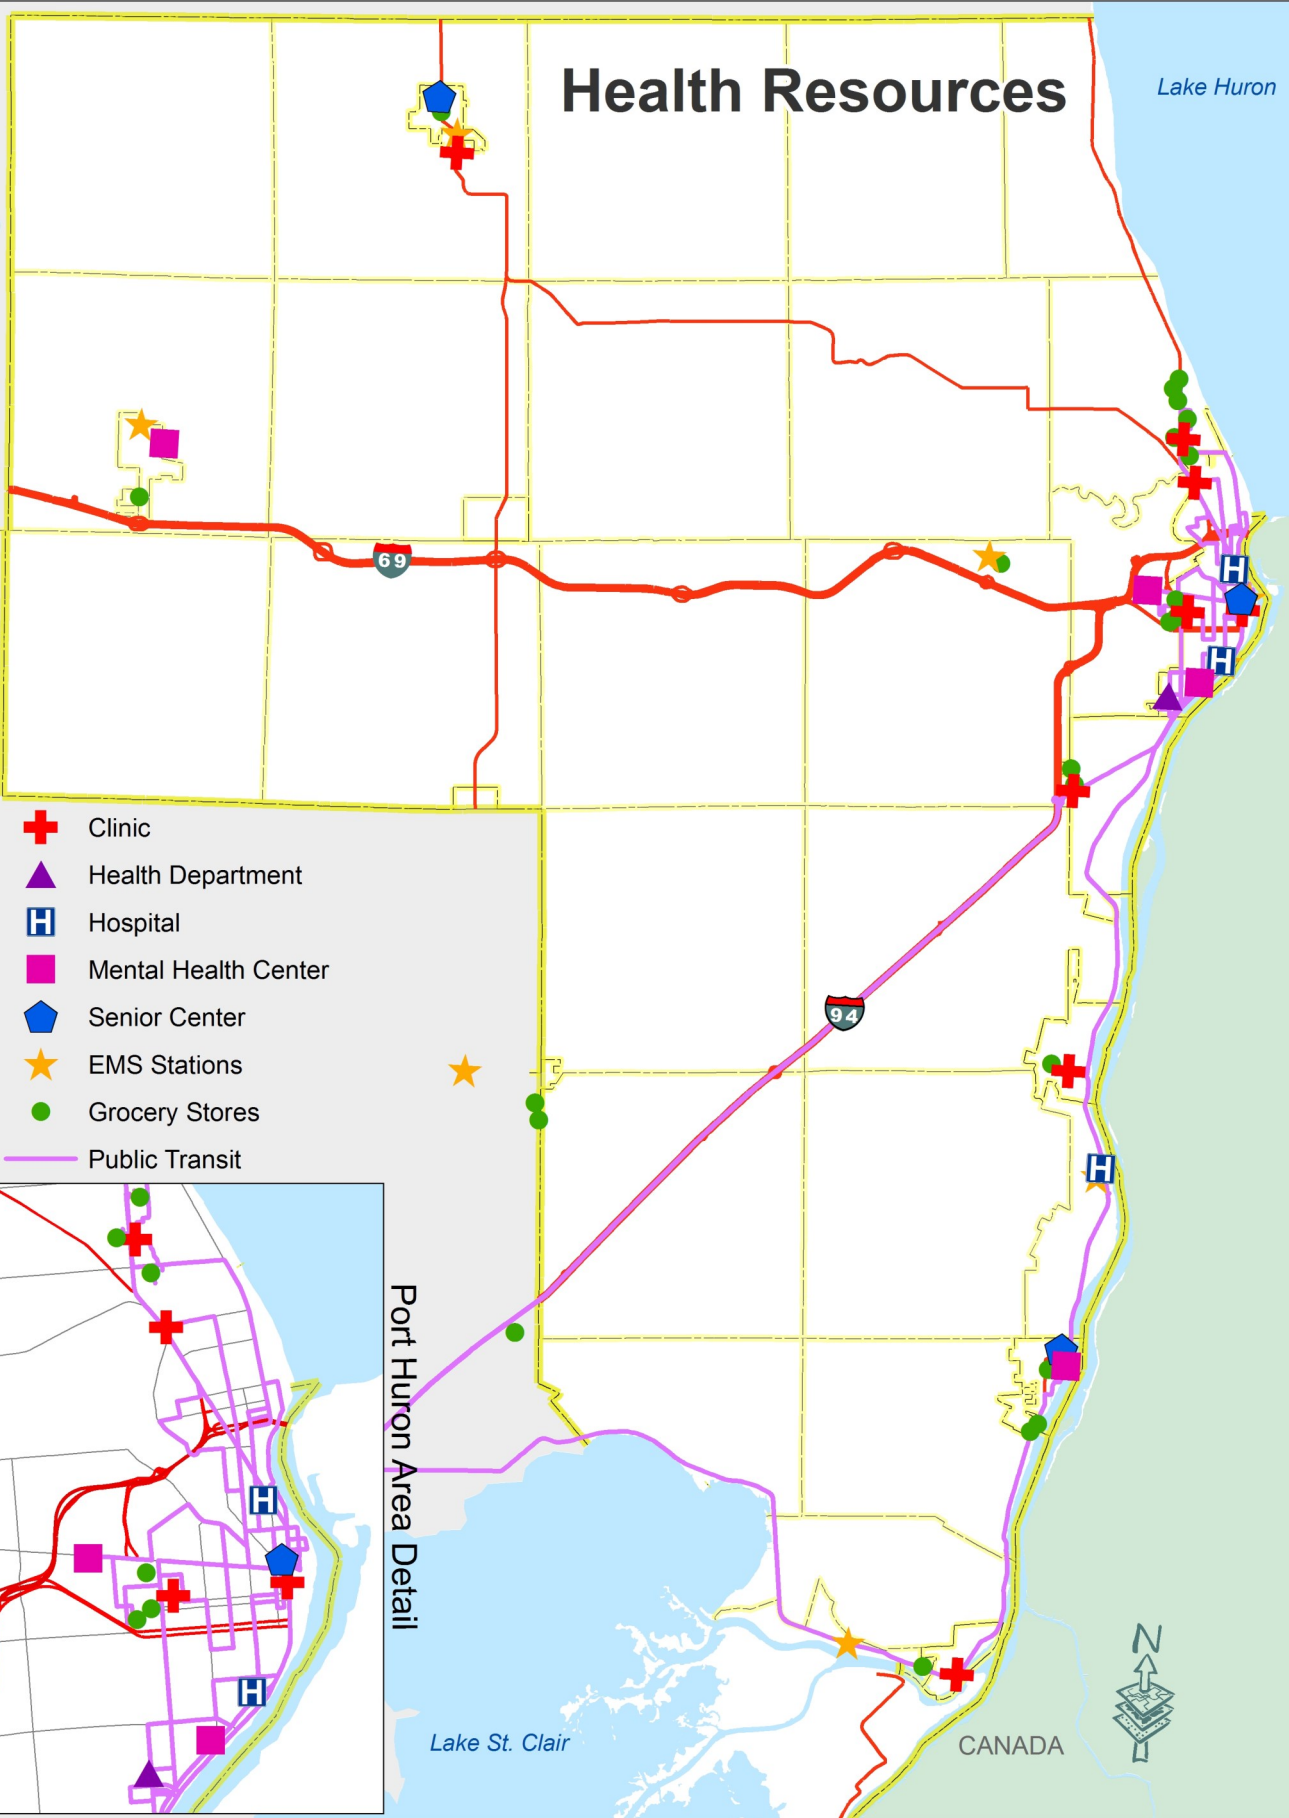 Health Resources
Lake Huron
69
H
H
Clinic
Health Department
H Hospital
Mental Health Center
Senior Center
EMS Stations
Grocery Stores
Public Transit
94
H
Port Huron Area Detail
H
H
Lake St. Clair
CANADA
N